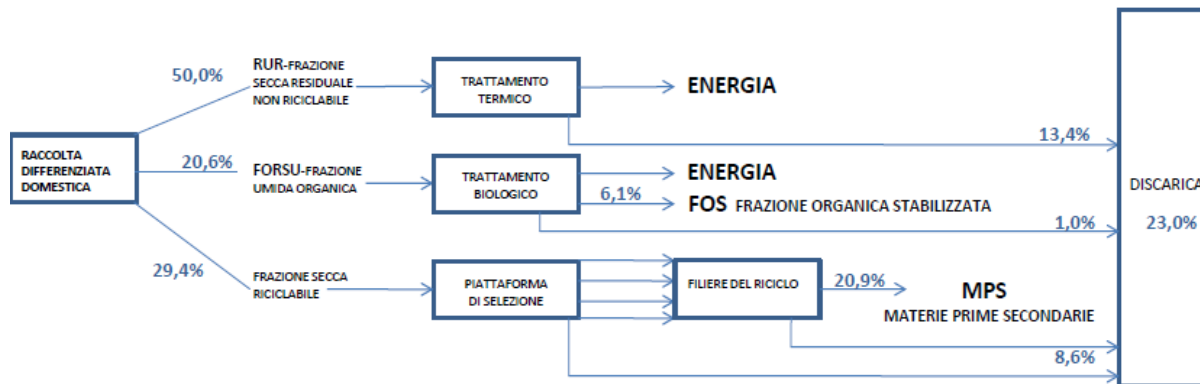 50,0%
RUR-FRAZIONE
SECCA RESIDUALE
NON RICICLABILE
TRATTAMENTO
TERMICO
ENERGIA
13,4%
RACCOLTA
DIFFERENZIATA
DOMESTICA
20,6%
FORSU-FRAZIONE
UMIDA ORGANICA
TRATTAMENTO
BIOLOGICO
ENERGIA
6,1%
FOS FRAZIONE ORGANICA STABILIZZATA
1,0%
DISCARICA
23,0%
29,4%
FRAZIONE SECCA
RICICLABILE
PIATTAFORMA
DI SELEZIONE
FILIERE DEL RICICLO
20,9%
MPS
MATERIE PRIME SECONDARIE
8,6%